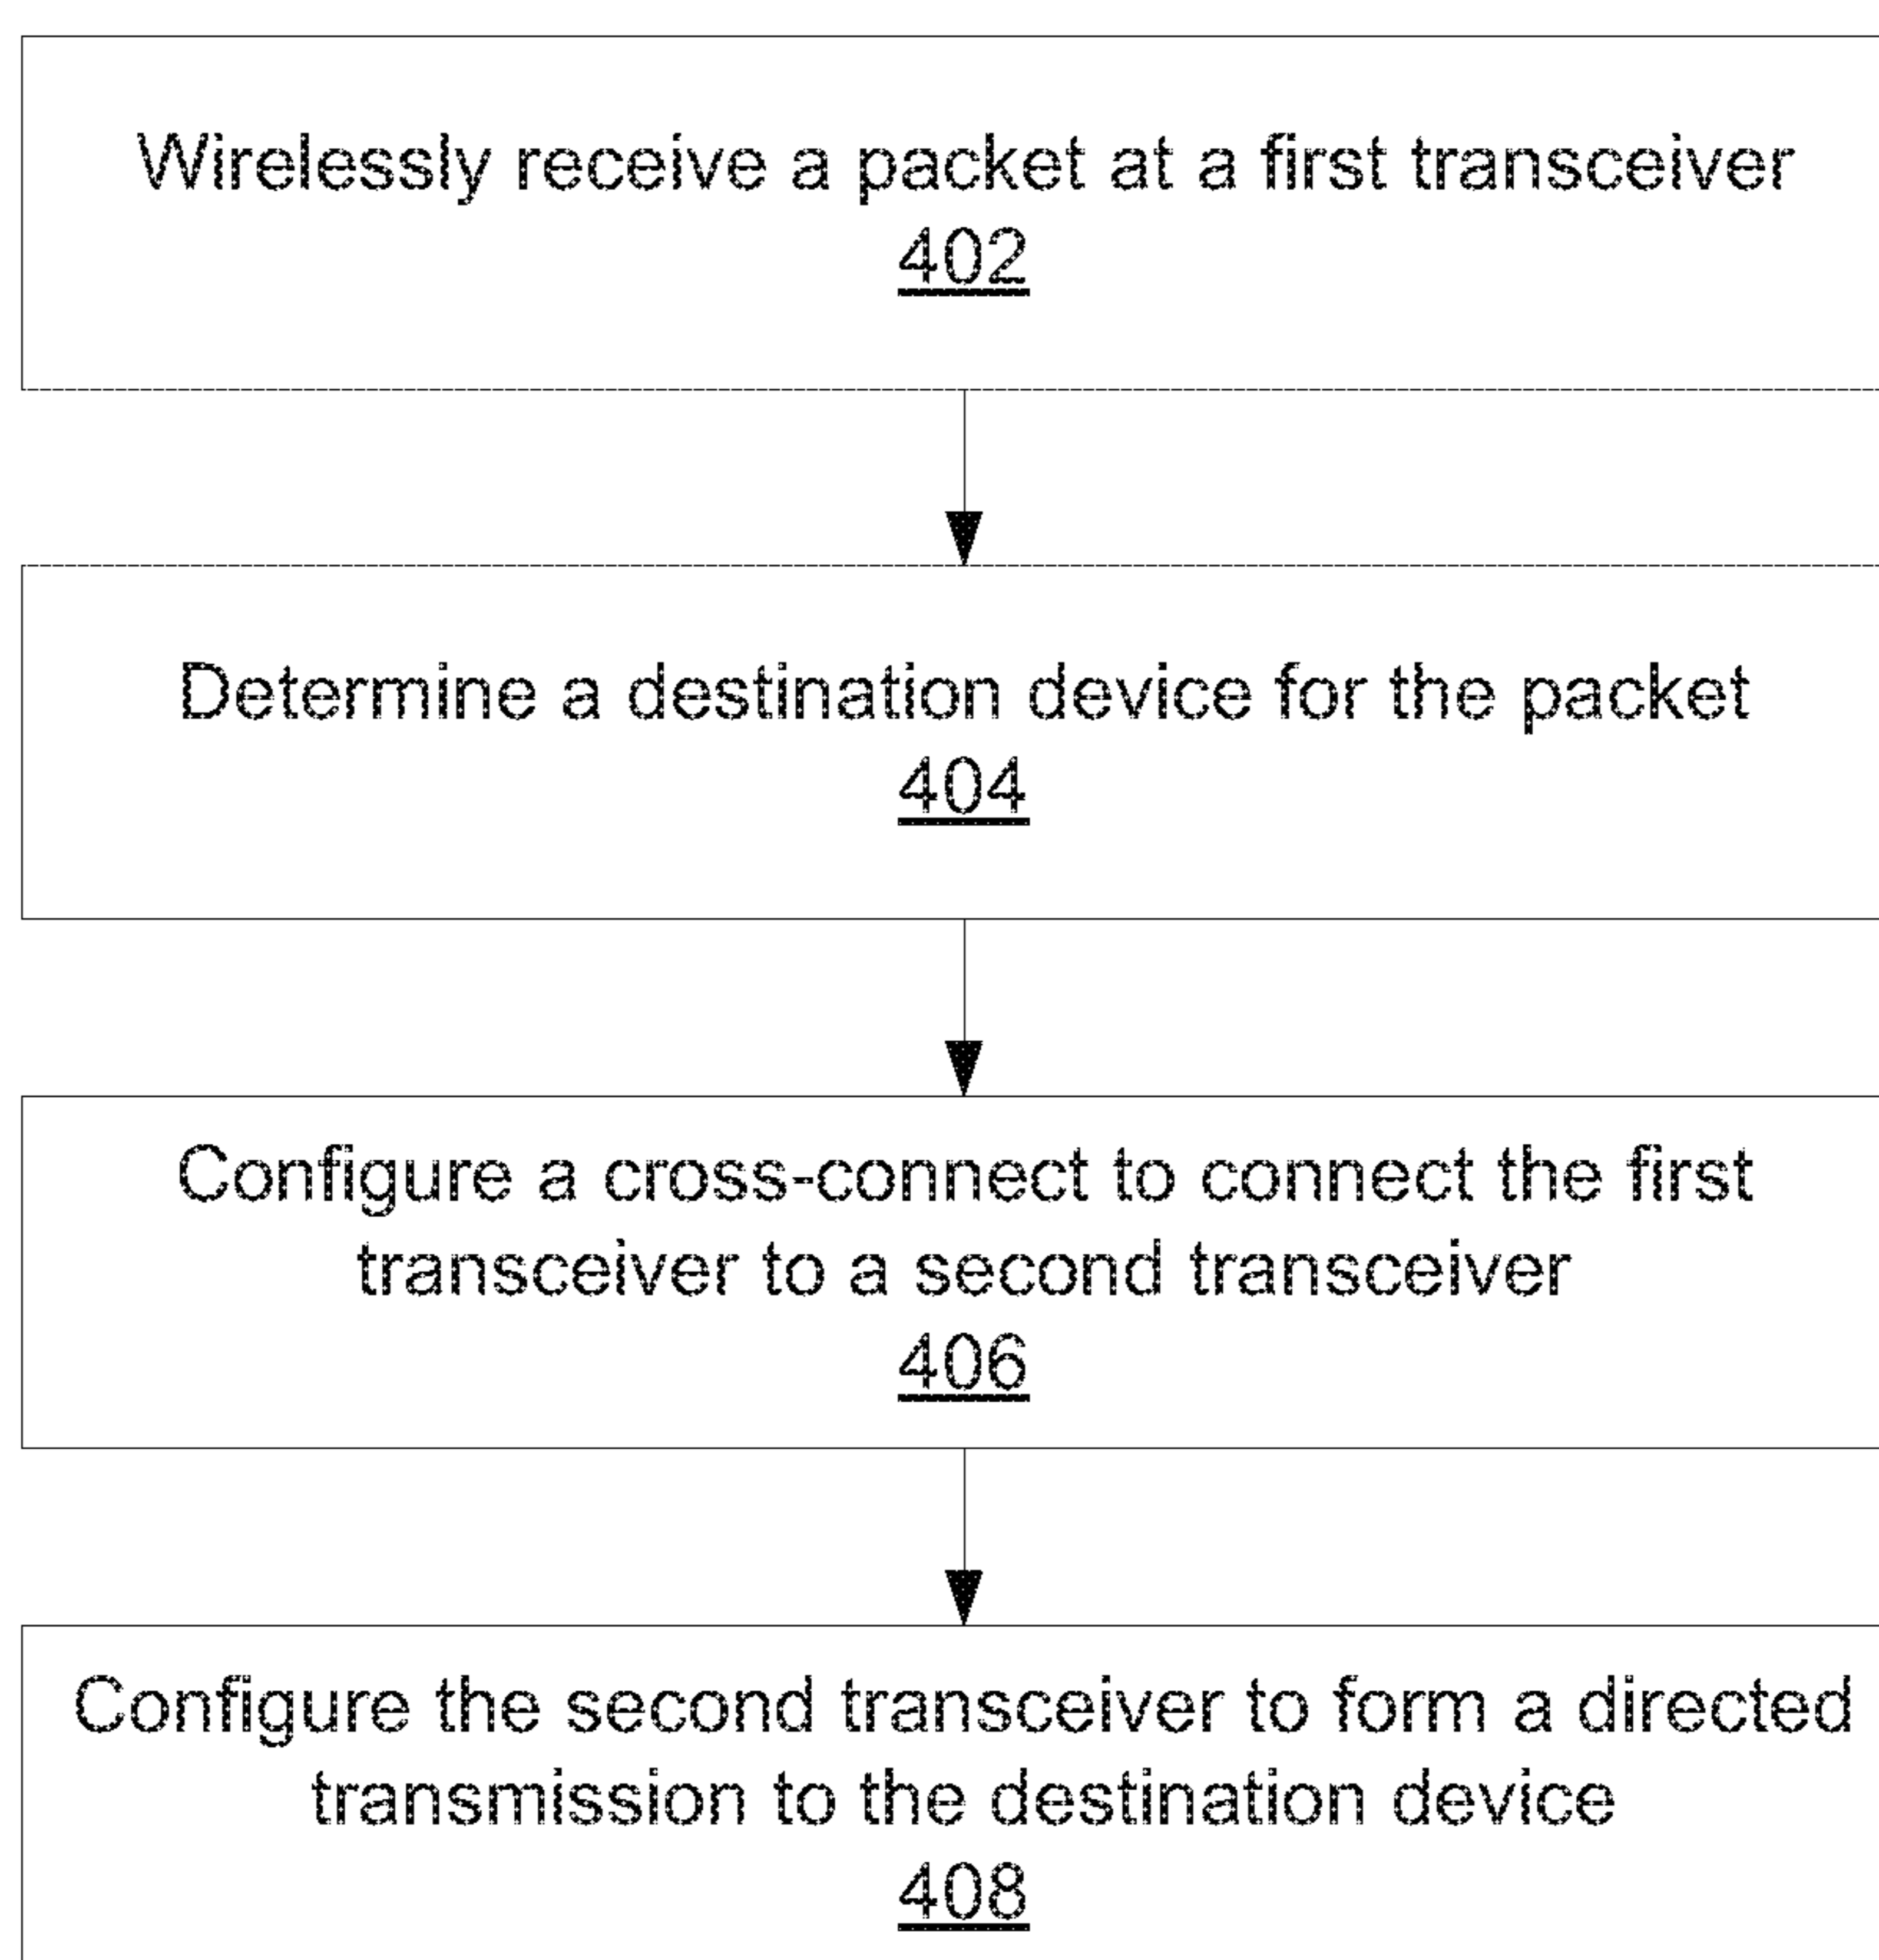 Wirelessly receive a packet at a first transceiver
402
Determine a destination device for the packet
404
Configure a cross-connect to connect the first
transceiver to a second transceiver
406
Configure the second transceiver to form a directed
transmission to the destination device
408